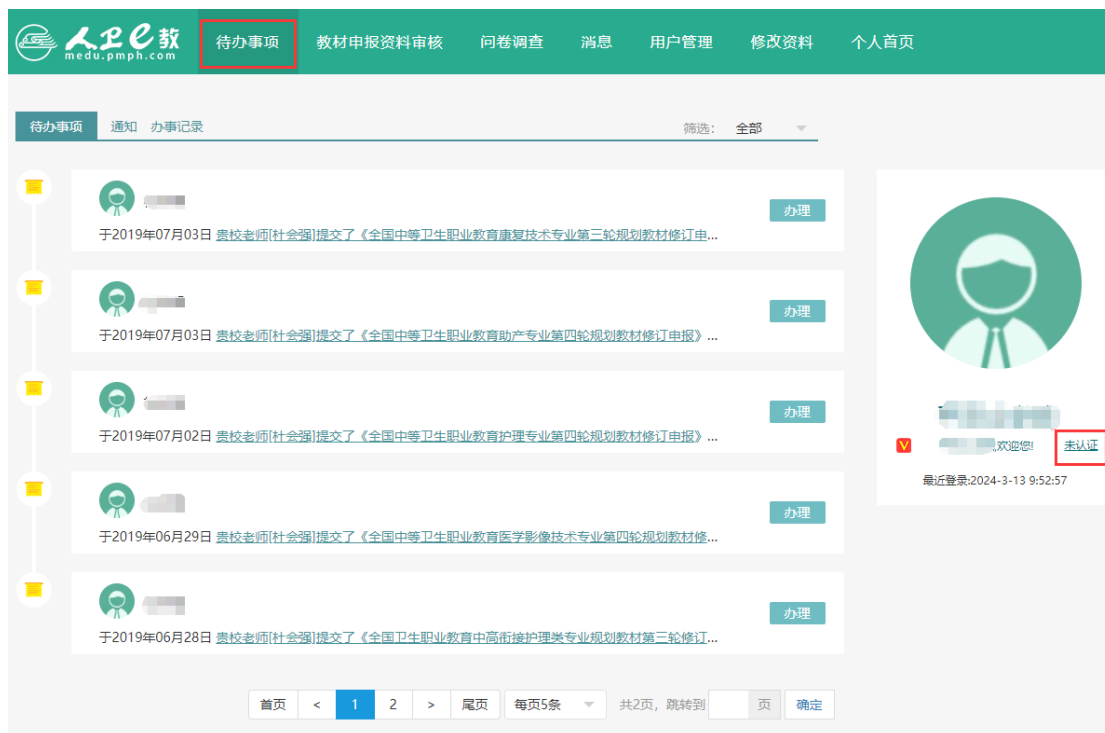 人卫e教 待办事项 教材申报资料审核 问卷调查 消息 用户管理 修改资料 个人首页
medu.pmph.com
待办事项 通知 办事记录 筛选: 全部
办理
于2019年07月03日 贵校老师[杜会强]提交了《全国中等卫生职业教育康复技术专业第三轮规划教材修订申...
办理
于2019年07月03日 贵校老师[杜会强]提交了《全国中等卫生职业教育助产专业第四轮规划教材修订申报》...
办理
于2019年07月02日 贵校老师[杜会强]提交了《全国中等卫生职业教育护理专业第四轮规划教材修订申报》...
V ,欢迎您! 未认证
最近登录:2024-3-13 9:52:57
办理
于2019年06月29日 贵校老师[杜会强]提交了《全国中等卫生职业教育医学影像技术专业第四轮规划教材修...
办理
于2019年06月28日 贵校老师[杜会强]提交了《全国卫生职业教育中高衔接护理类专业规划教材第三轮修订...
首页 < 1 2 > 尾页 每页5条 共2页，跳转到 页 确定